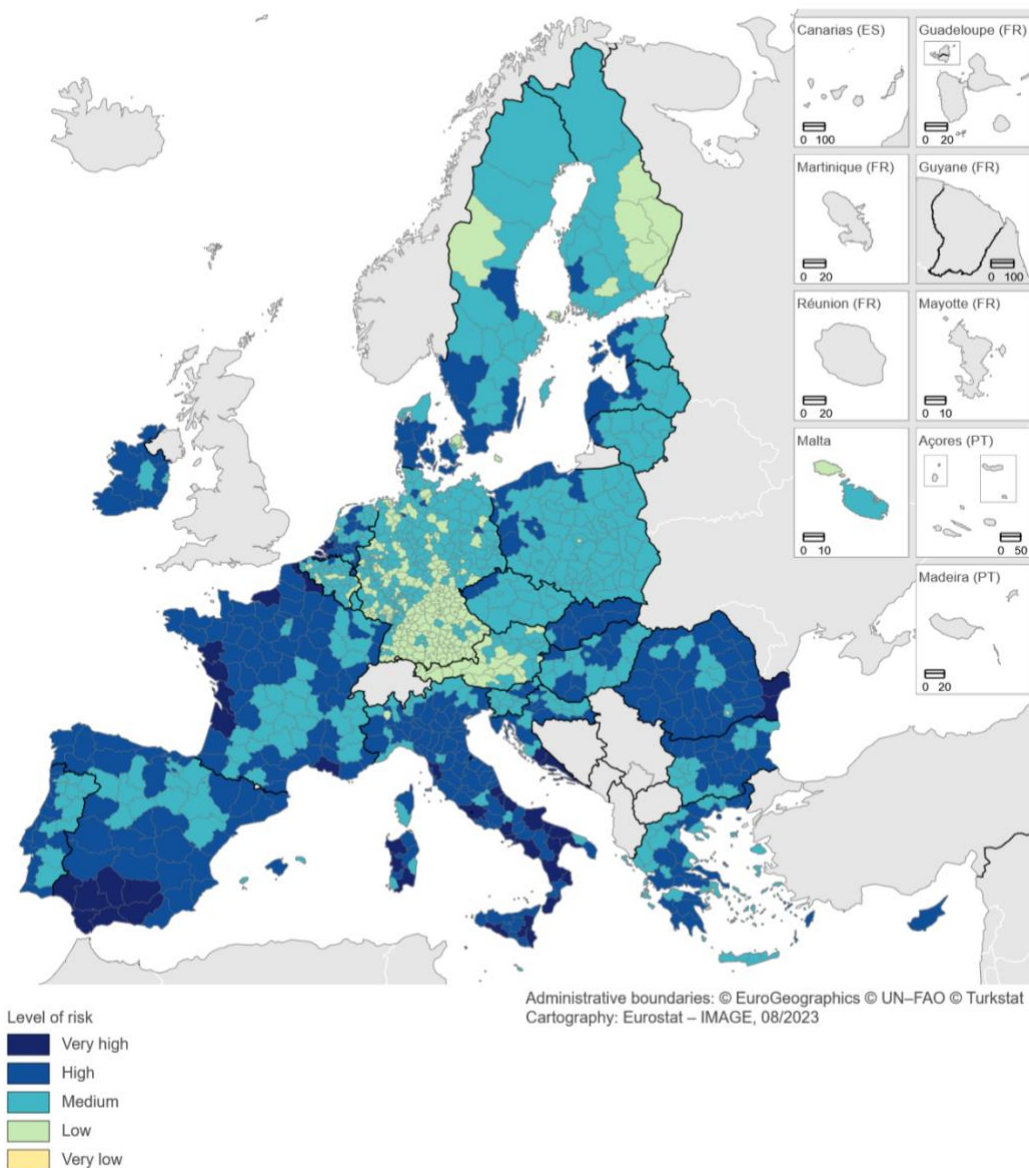 Canarias (ES)
0 100
Guadeloupe (FR)
0 20
Martinique (FR)
0 20
Guyane (FR)
0 100
Réunion (FR)
0 20
Mayotte (FR)
0 10
Malta
0 10
Açores (PT)
0 50
Madeira (PT)
0 20
Administrative boundaries: © EuroGeographics © UN–FAO © Turkstat
Cartography: Eurostat – IMAGE, 08/2023
Level of risk
Very high
High
Medium
Low
Very low